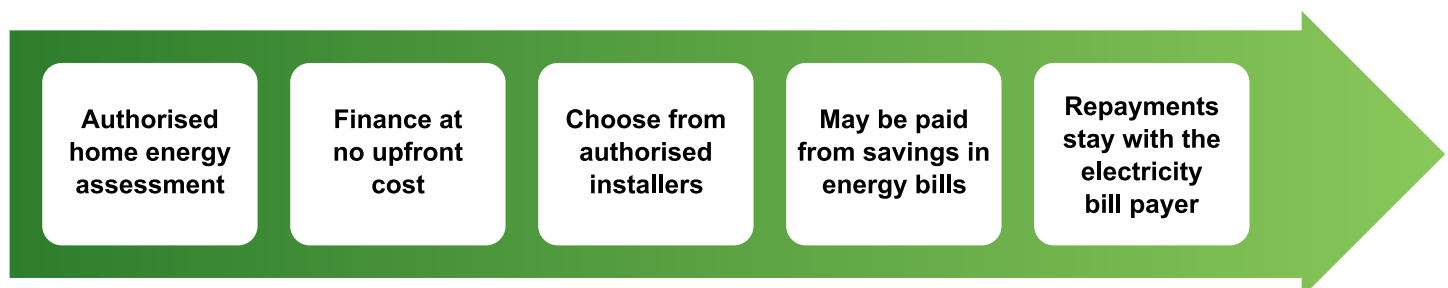 Authorised
home energy
assessment
Finance at
no upfront
cost
Choose from
authorised
installers
May be paid
from savings in
energy bills
Repayments
stay with the
electricity
bill payer